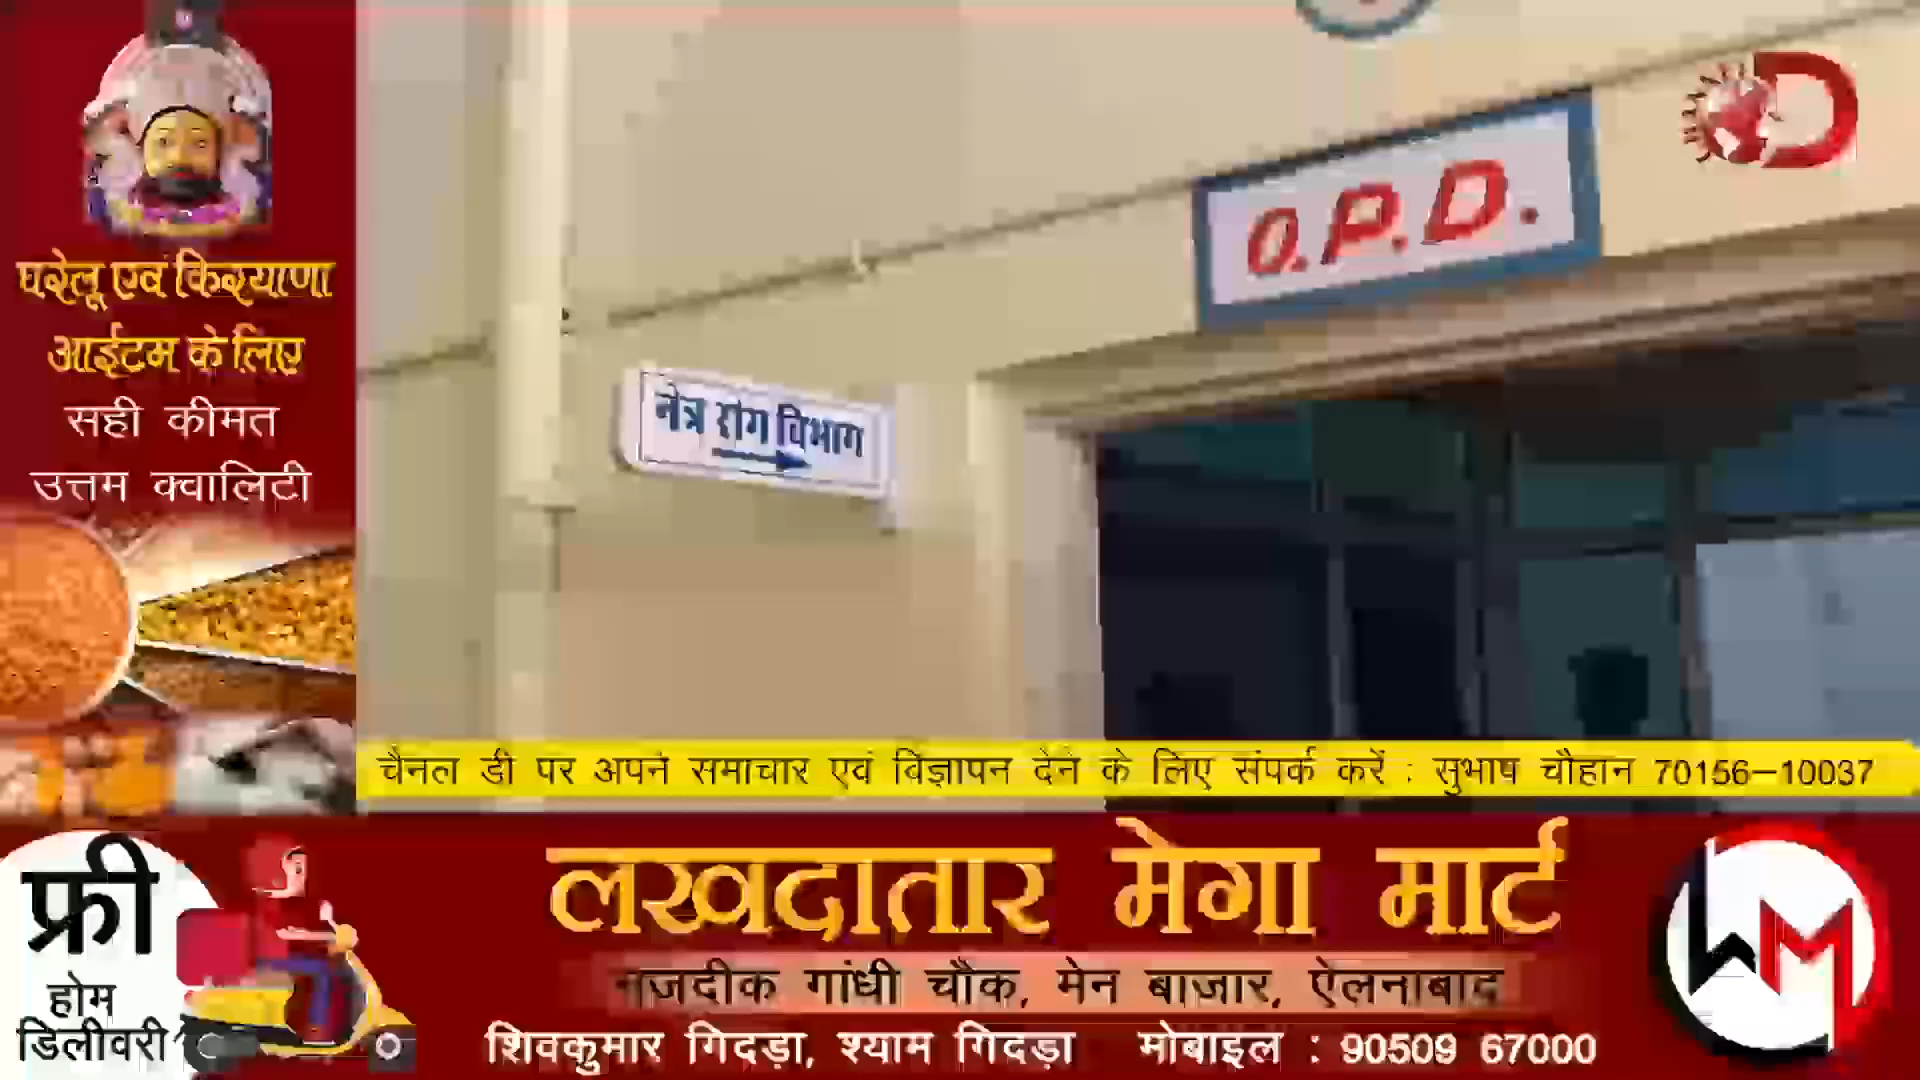 घरेलू एवं किरयाणा
आईटम के लिए
सही कीमत
उत्तम क्वालिटी
O.P.D.
नेत्र रोग विभाग
चैनल डी पर अपने समाचार एवं विज्ञापन देने के लिए संपर्क करें : सुभाष चौहान 70156–10037
फ्री
होम
डिलीवरी
लखदातार मेगा मार्ट
नजदीक गांधी चौक, मेन बाजार, ऐलनाबाद
शिवकुमार गिदड़ा, श्याम गिदड़ा मोबाइल : 90509 67000